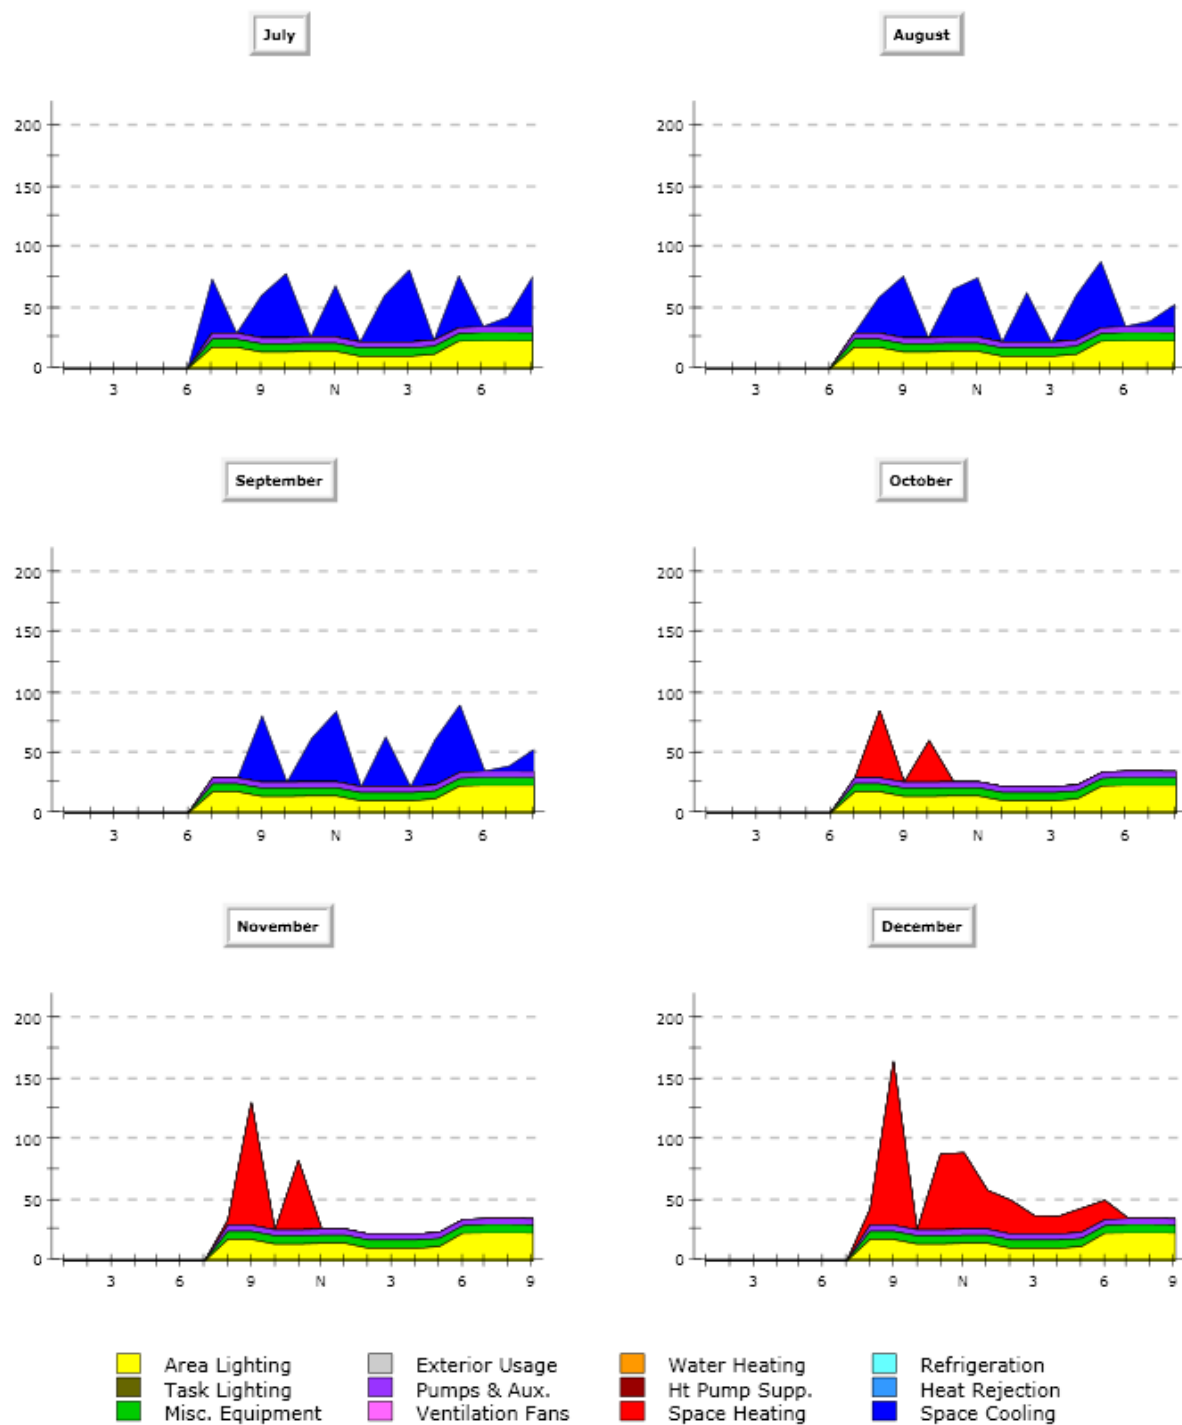 July
August
200
150
100
50
0
3 6 9 N 3 6
200
150
100
50
0
3 6 9 N 3 6
September
October
200
150
100
50
0
3 6 9 N 3 6
200
150
100
50
0
3 6 9 N 3 6
November
December
200
150
100
50
0
3 6 9 N 3 6 9
200
150
100
50
0
3 6 9 N 3 6 9
Area Lighting Exterior Usage Water Heating Refrigeration
Task Lighting Pumps & Aux. Ht Pump Supp. Heat Rejection
Misc. Equipment Ventilation Fans Space Heating Space Cooling